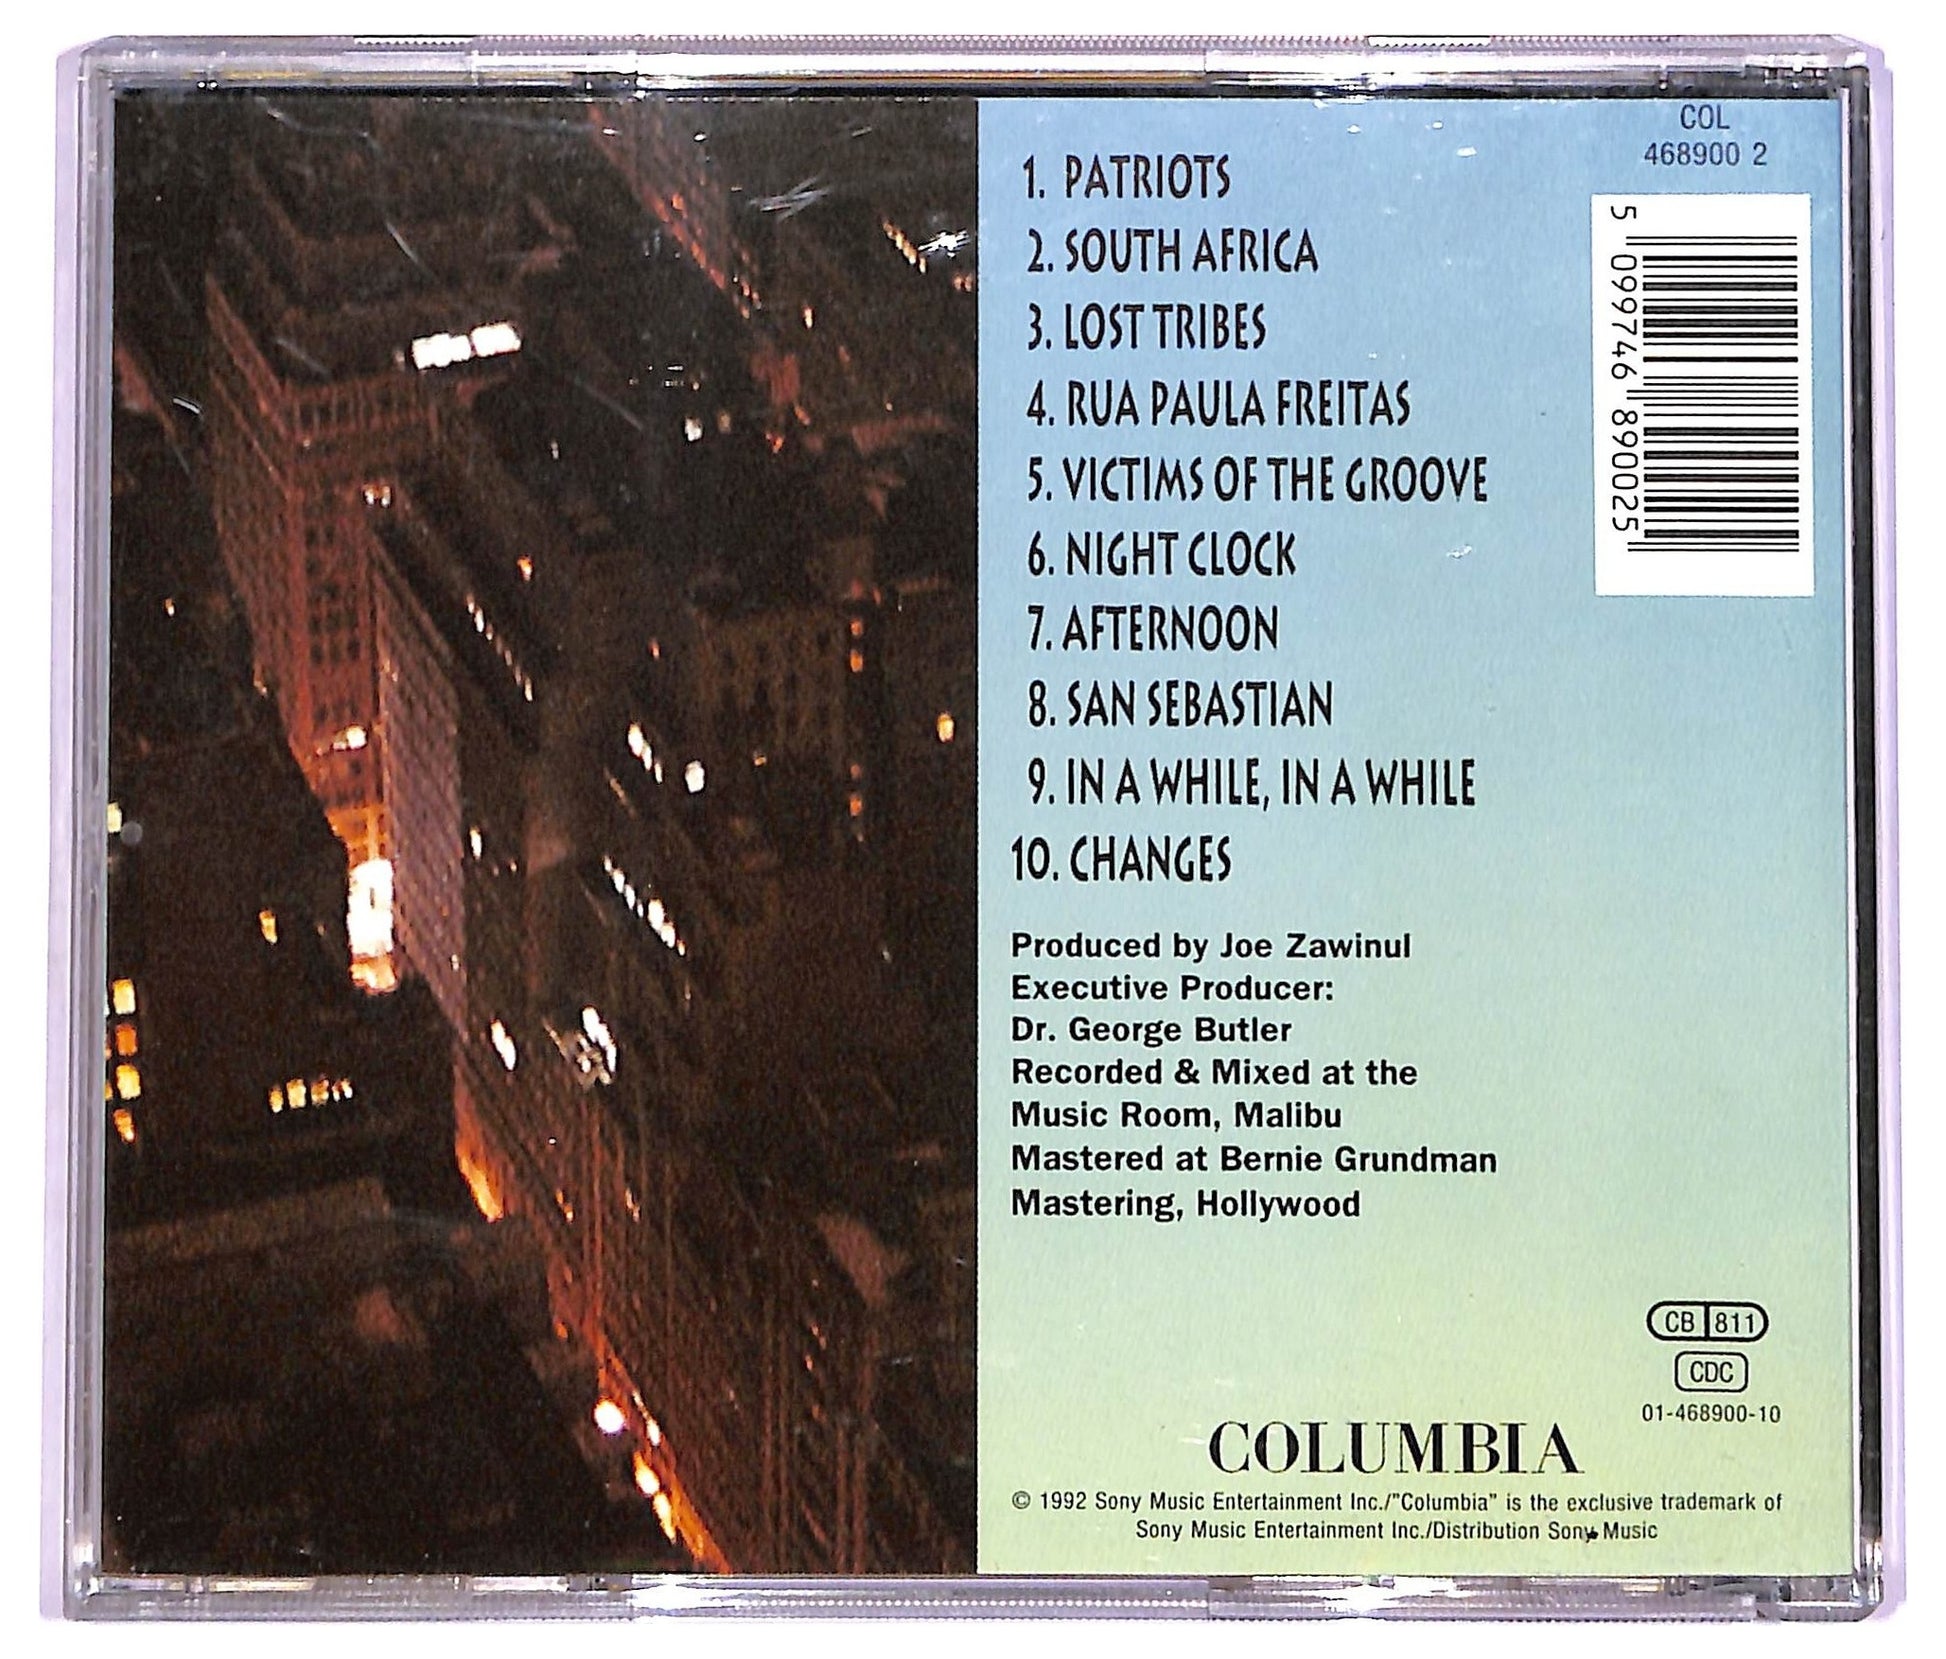 COL
468900 2
5 099746 890025
1. PATRIOTS
2. SOUTH AFRICA
3. LOST TRIBES
4. RUA PAULA FREITAS
5. VICTIMS OF THE GROOVE
6. NIGHT CLOCK
7. AFTERNOON
8. SAN SEBASTIAN
9. IN A WHILE, IN A WHILE
10. CHANGES
Produced by Joe Zawinul
Executive Producer:
Dr. George Butler
Recorded & Mixed at the
Music Room, Malibu
Mastered at Bernie Grundman
Mastering, Hollywood
CB 811
CDC
01-468900-10
COLUMBIA
© 1992 Sony Music Entertainment Inc./"Columbia" is the exclusive trademark of
Sony Music Entertainment Inc./Distribution Sony Music